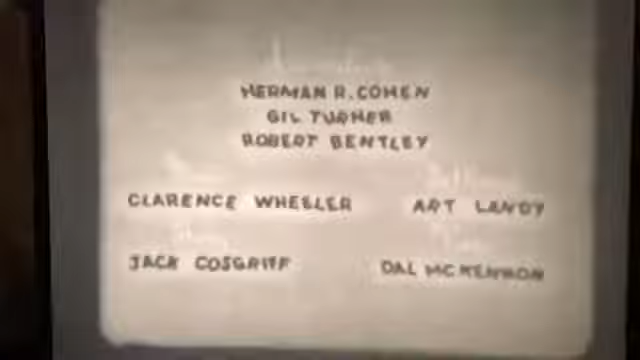 HERMAN R. COHEN
GIL TURNER
ROBERT BENTLEY
CLARENCE WHEELER ART LANDY
JACK COSGRIFF DAL MCKENNON